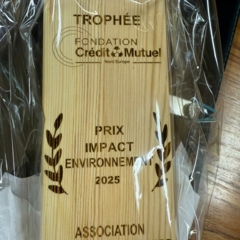 TROPHÉE
FONDATION
Crédit Mutuel
Nord Europe
PRIX
IMPACT
ENVIRONNEMENT
2025
ASSOCIATION